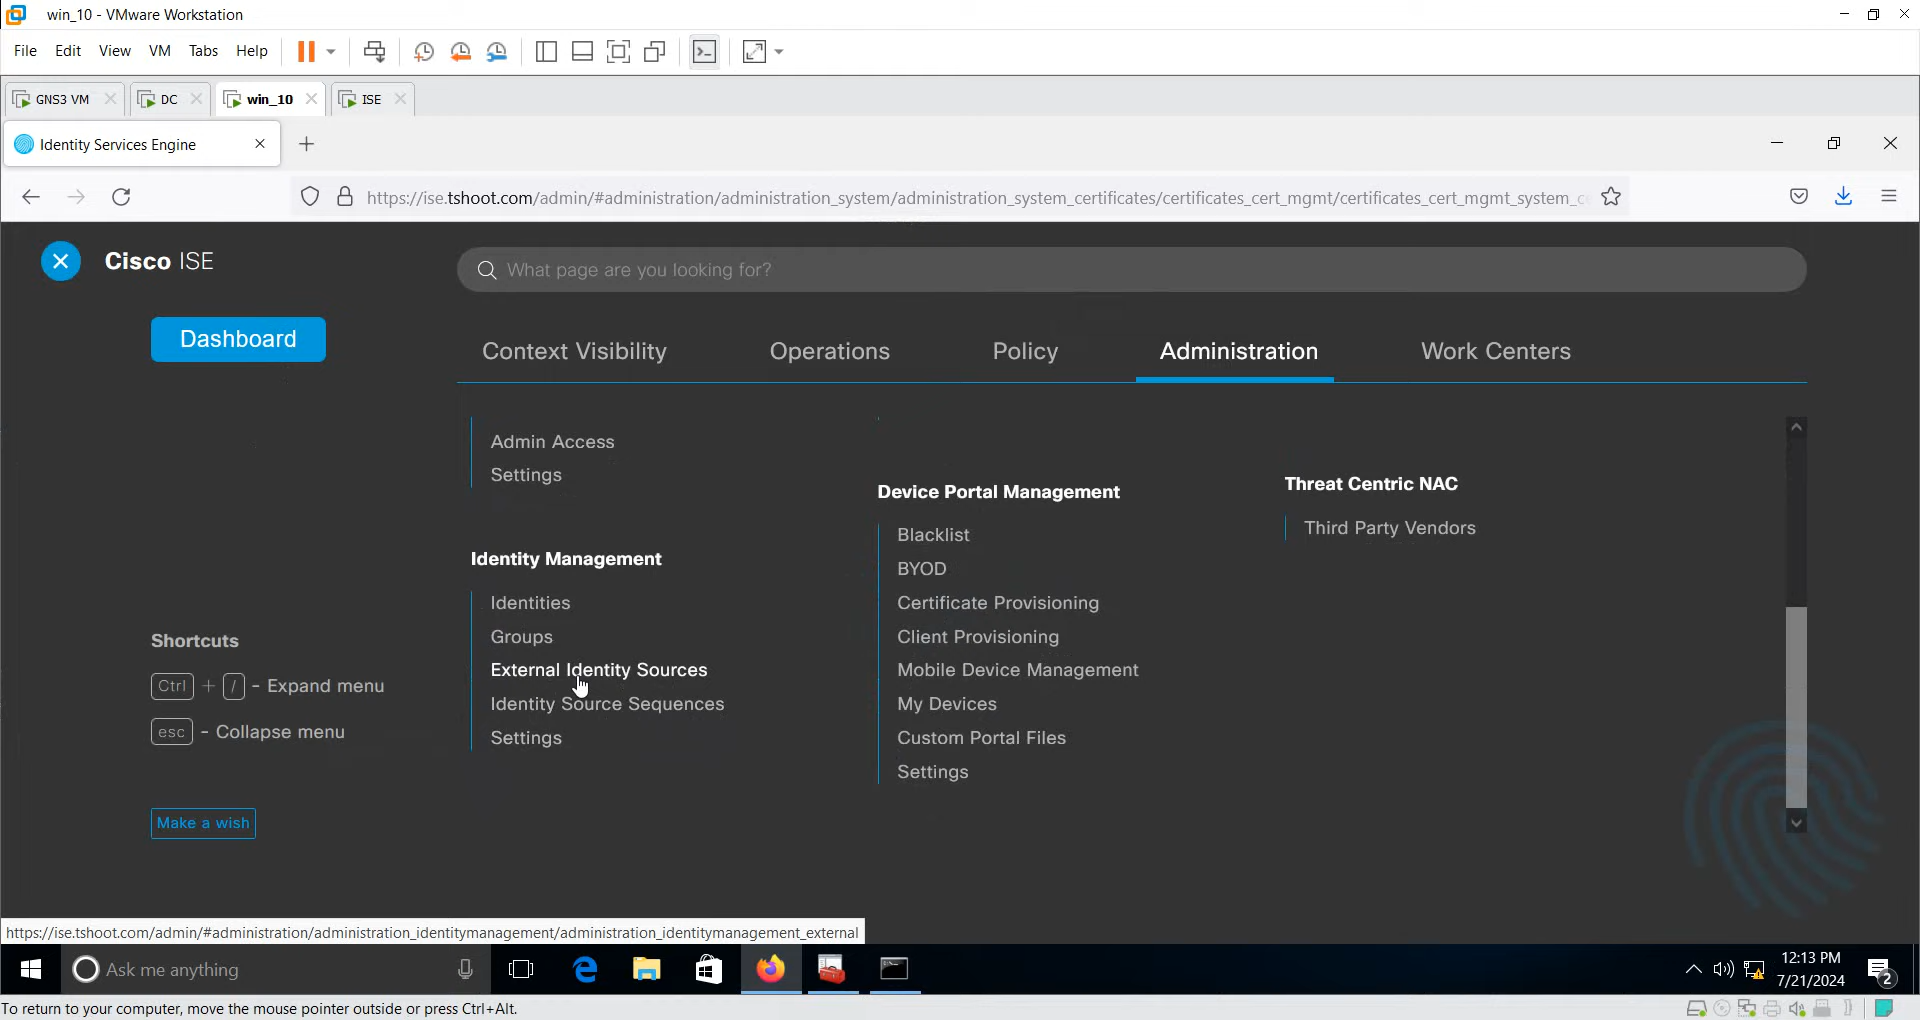 win_10 - VMware Workstation
File Edit View VM Tabs Help
GNS3 VM DC win_10 ISE
Identity Services Engine
https://ise.tshoot.com/admin/#administration/administration_system/administration_system_certificates/certificates_cert_mgmt/certificates_cert_mgmt_system_ce
Cisco ISE
What page are you looking for?
Dashboard
Context Visibility Operations Policy Administration Work Centers
Admin Access
Settings
Identity Management
Identities
Groups
External Identity Sources
Identity Source Sequences
Settings
Device Portal Management
Blacklist
BYOD
Certificate Provisioning
Client Provisioning
Mobile Device Management
My Devices
Custom Portal Files
Settings
Threat Centric NAC
Third Party Vendors
Shortcuts
Ctrl + / - Expand menu
esc - Collapse menu
Make a wish
https://ise.tshoot.com/admin/#administration/administration_identitymanagement/administration_identitymanagement_external
Ask me anything
12:13 PM
7/21/2024
2
To return to your computer, move the mouse pointer outside or press Ctrl+Alt.